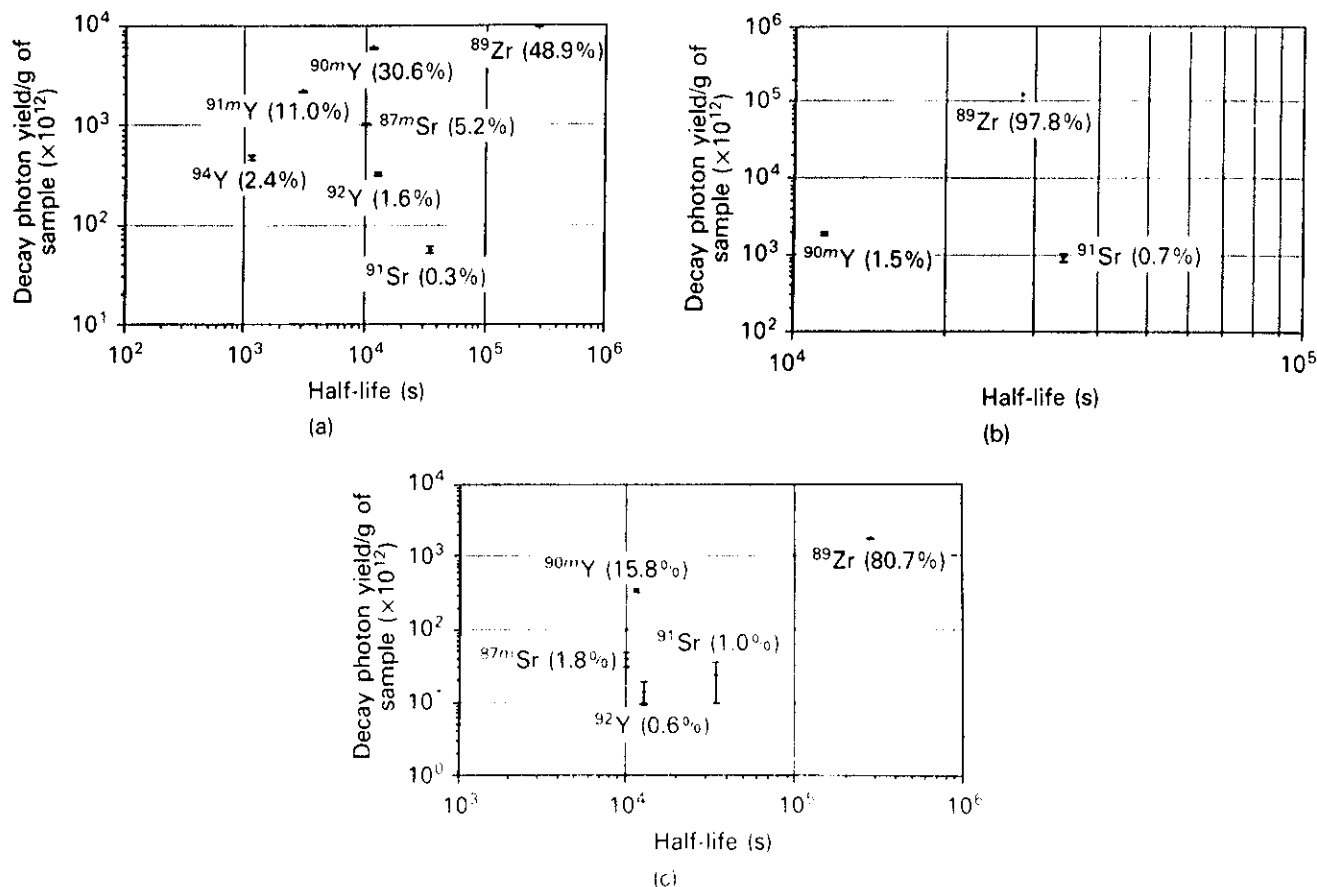 Decay photon yield/g of
sample (×10¹²)
10⁴
10³
10²
10¹
⁸⁹Zr (48.9%)
⁹⁰ᵐY (30.6%)
⁹¹ᵐY (11.0%)
⁸⁷ᵐSr (5.2%)
⁹⁴Y (2.4%)
⁹²Y (1.6%)
⁹¹Sr (0.3%)
10² 10³ 10⁴ 10⁵ 10⁶
Half-life (s)
(a)
Decay photon yield/g of
sample (×10¹²)
10⁶
10⁵
10⁴
10³
10²
⁸⁹Zr (97.8%)
⁹⁰ᵐY (1.5%)
⁹¹Sr (0.7%)
10⁴ 10⁵
Half-life (s)
(b)
Decay photon yield/g of
sample (×10¹²)
10⁴
10³
10²
10¹
10⁰
⁹⁰ᵐY (15.8%)
⁸⁹Zr (80.7%)
⁸⁷ᵐSr (1.8%)
⁹¹Sr (1.0%)
⁹²Y (0.6%)
10³ 10⁴ 10⁵ 10⁶
Half-life (s)
(c)